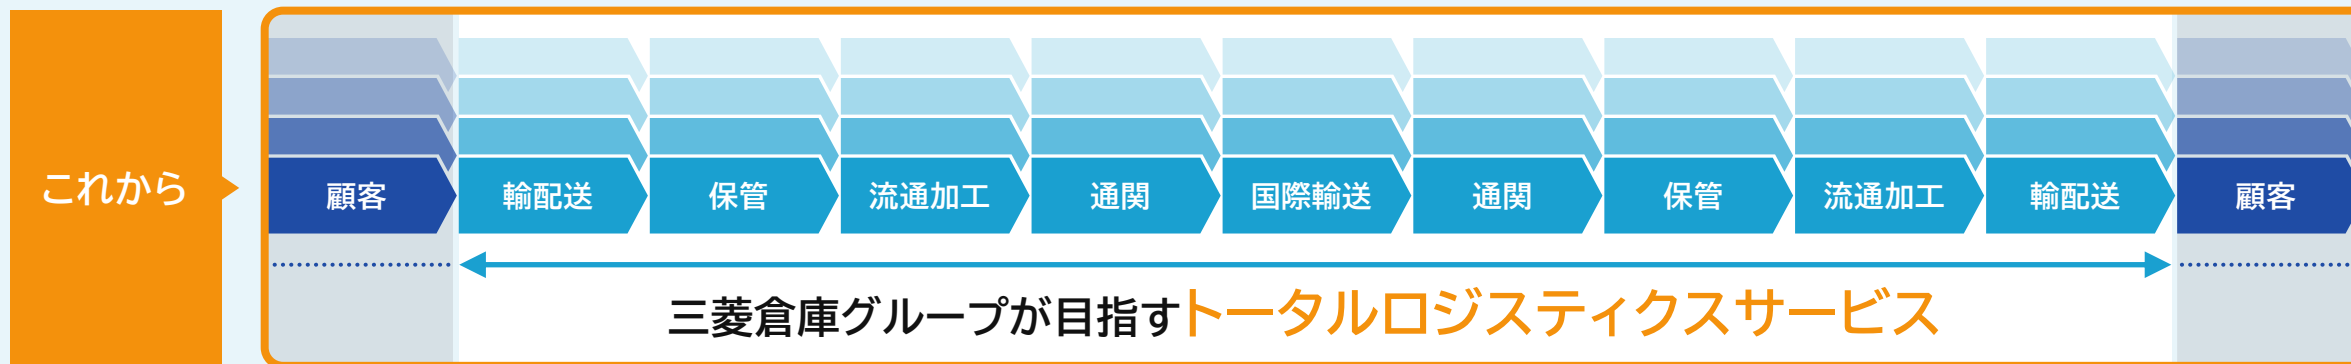 これから
顧客
輸配送
保管
流通加工
通関
国際輸送
通関
保管
流通加工
輸配送
顧客
三菱倉庫グループが目指すトータルロジスティクスサービス